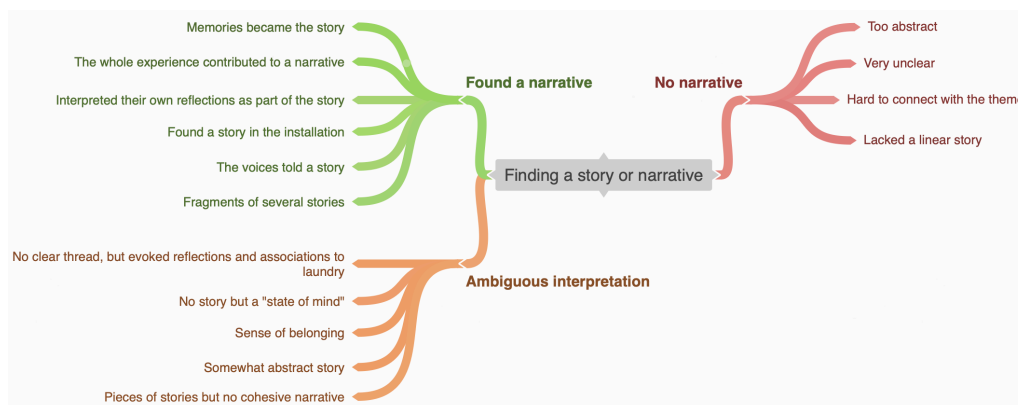 Memories became the story
The whole experience contributed to a narrative
Interpreted their own reflections as part of the story
Found a story in the installation
The voices told a story
Fragments of several stories
Found a narrative
No narrative
Too abstract
Very unclear
Hard to connect with the theme
Lacked a linear story
Finding a story or narrative
No clear thread, but evoked reflections and associations to
laundry
No story but a "state of mind"
Sense of belonging
Somewhat abstract story
Pieces of stories but no cohesive narrative
Ambiguous interpretation